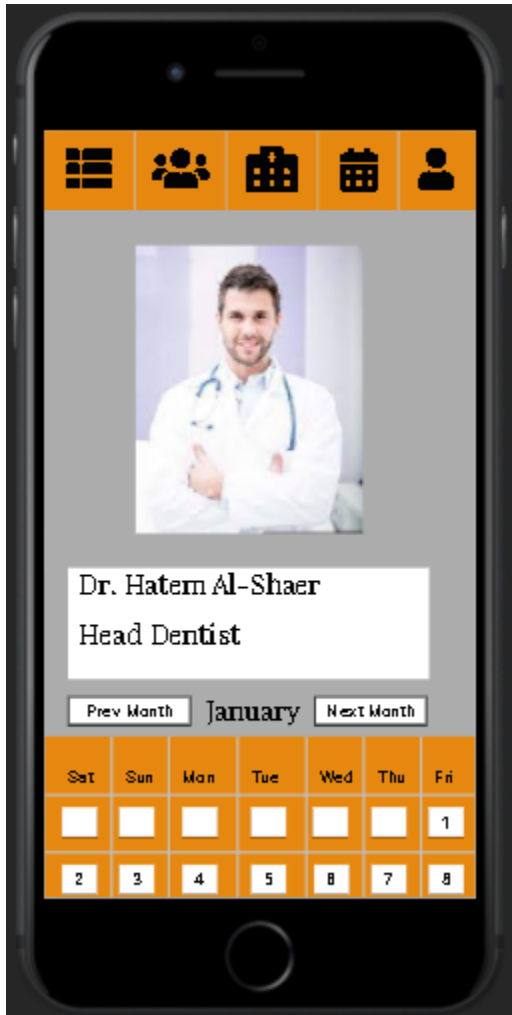 Dr. Hatem Al-Shaer
Head Dentist
Prev Month January Next Month
Sat Sun Mon Tue Wed Thu Fri
1
2 3 4 5 6 7 8